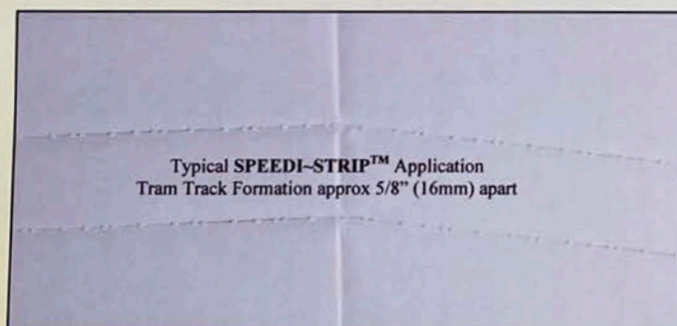 Typical SPEEDI~STRIP™ Application
Tram Track Formation approx 5/8” (16mm) apart